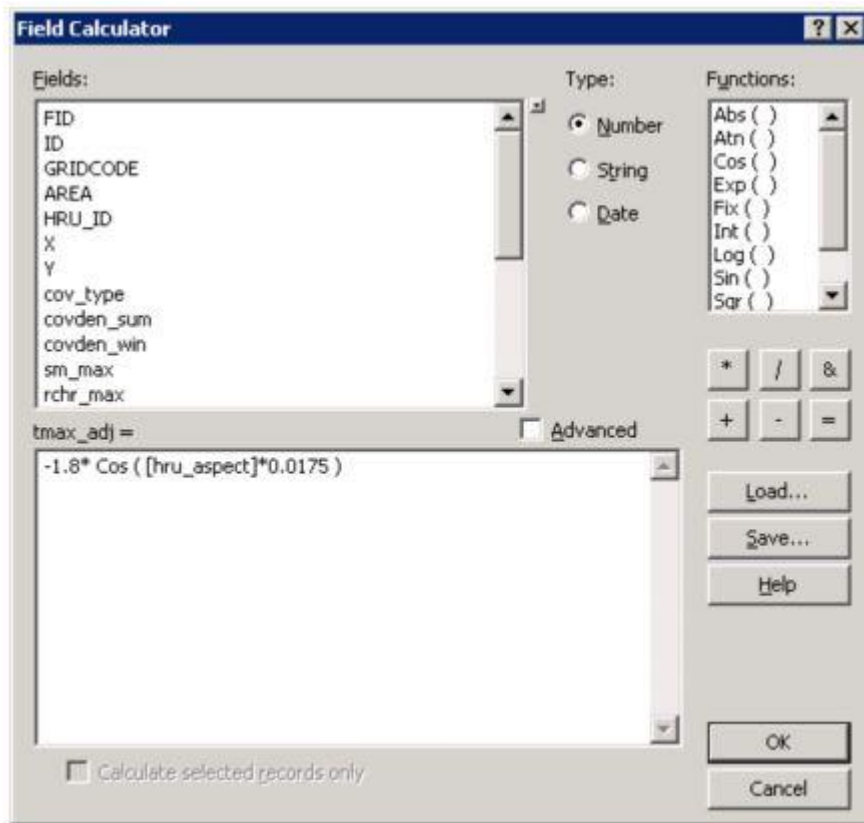 Field Calculator
Fields:
FID
ID
GRIDCODE
AREA
HRU_ID
X
Y
cov_type
covden_sum
covden_win
sm_max
rchr_max
Type:
Number
String
Date
Functions:
Abs ( )
Atn ( )
Cos ( )
Exp ( )
Fix ( )
Int ( )
Log ( )
Sin ( )
Sqr ( )
* / &
+ - =
tmax_adj =
Advanced
-1.8* Cos ( [hru_aspect]*0.0175 )
Load...
Save...
Help
Calculate selected records only
OK
Cancel